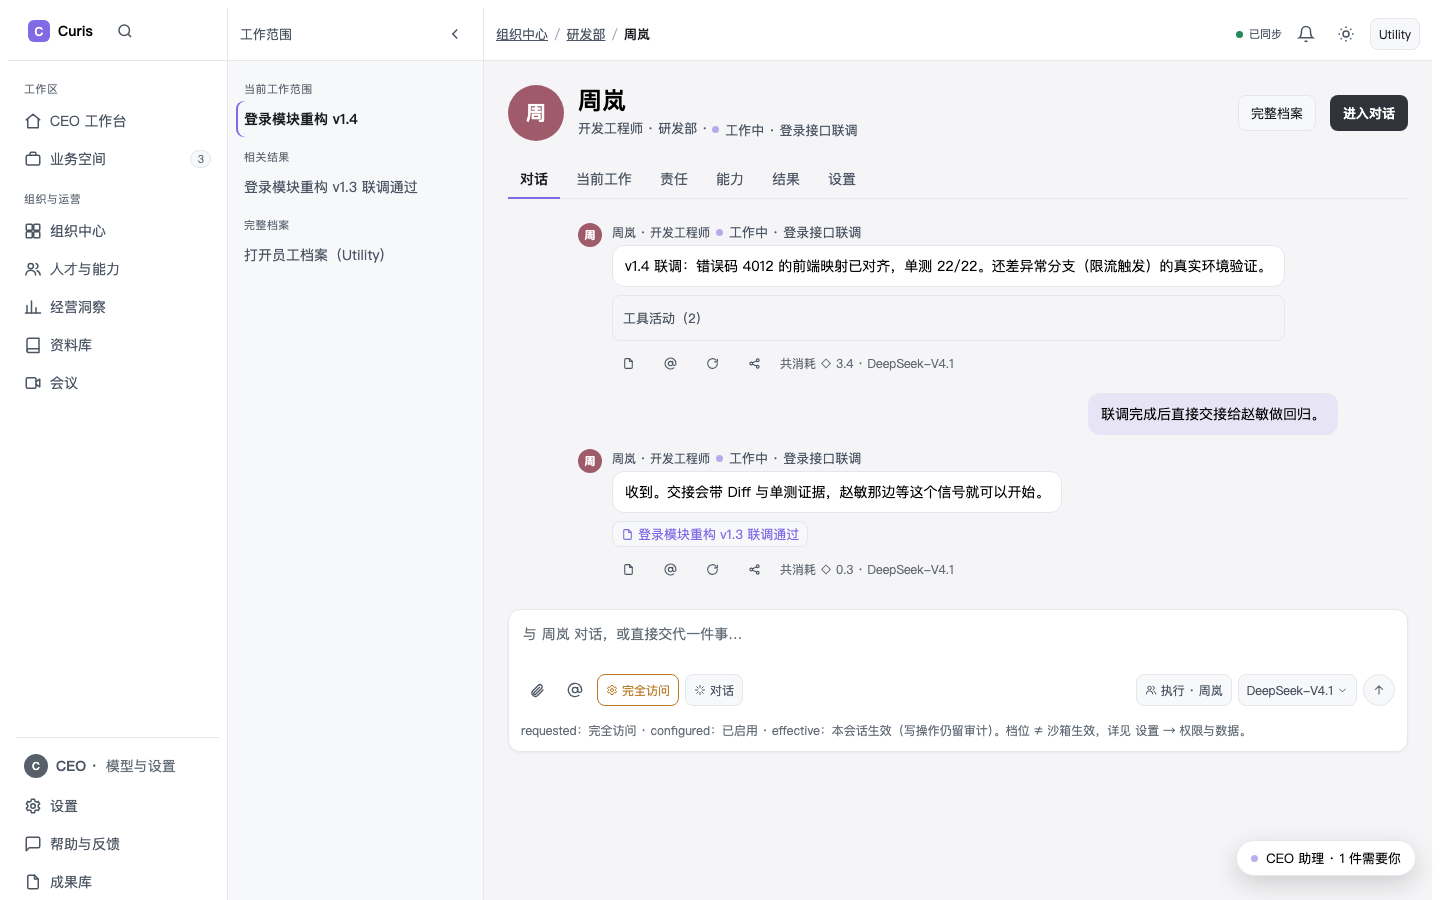 C Curis
工作区
CEO 工作台
业务空间 3
组织与运营
组织中心
人才与能力
经营洞察
资料库
会议
C CEO · 模型与设置
设置
帮助与反馈
成果库
工作范围
当前工作范围
登录模块重构 v1.4
相关结果
登录模块重构 v1.3 联调通过
完整档案
打开员工档案（Utility）
组织中心 / 研发部 / 周岚
已同步
Utility
周
周岚
开发工程师 · 研发部 · 工作中 · 登录接口联调
完整档案
进入对话
对话 当前工作 责任 能力 结果 设置
周 周岚 · 开发工程师 工作中 · 登录接口联调
v1.4 联调：错误码 4012 的前端映射已对齐，单测 22/22。还差异常分支（限流触发）的真实环境验证。
工具活动（2）
共消耗 ◇ 3.4 · DeepSeek-V4.1
联调完成后直接交接给赵敏做回归。
周 周岚 · 开发工程师 工作中 · 登录接口联调
收到。交接会带 Diff 与单测证据，赵敏那边等这个信号就可以开始。
登录模块重构 v1.3 联调通过
共消耗 ◇ 0.3 · DeepSeek-V4.1
与 周岚 对话，或直接交代一件事…
完全访问 对话 执行 · 周岚 DeepSeek-V4.1
requested：完全访问 · configured：已启用 · effective：本会话生效（写操作仍留审计）。档位 ≠ 沙箱生效，详见 设置 → 权限与数据。
CEO 助理 · 1 件需要你